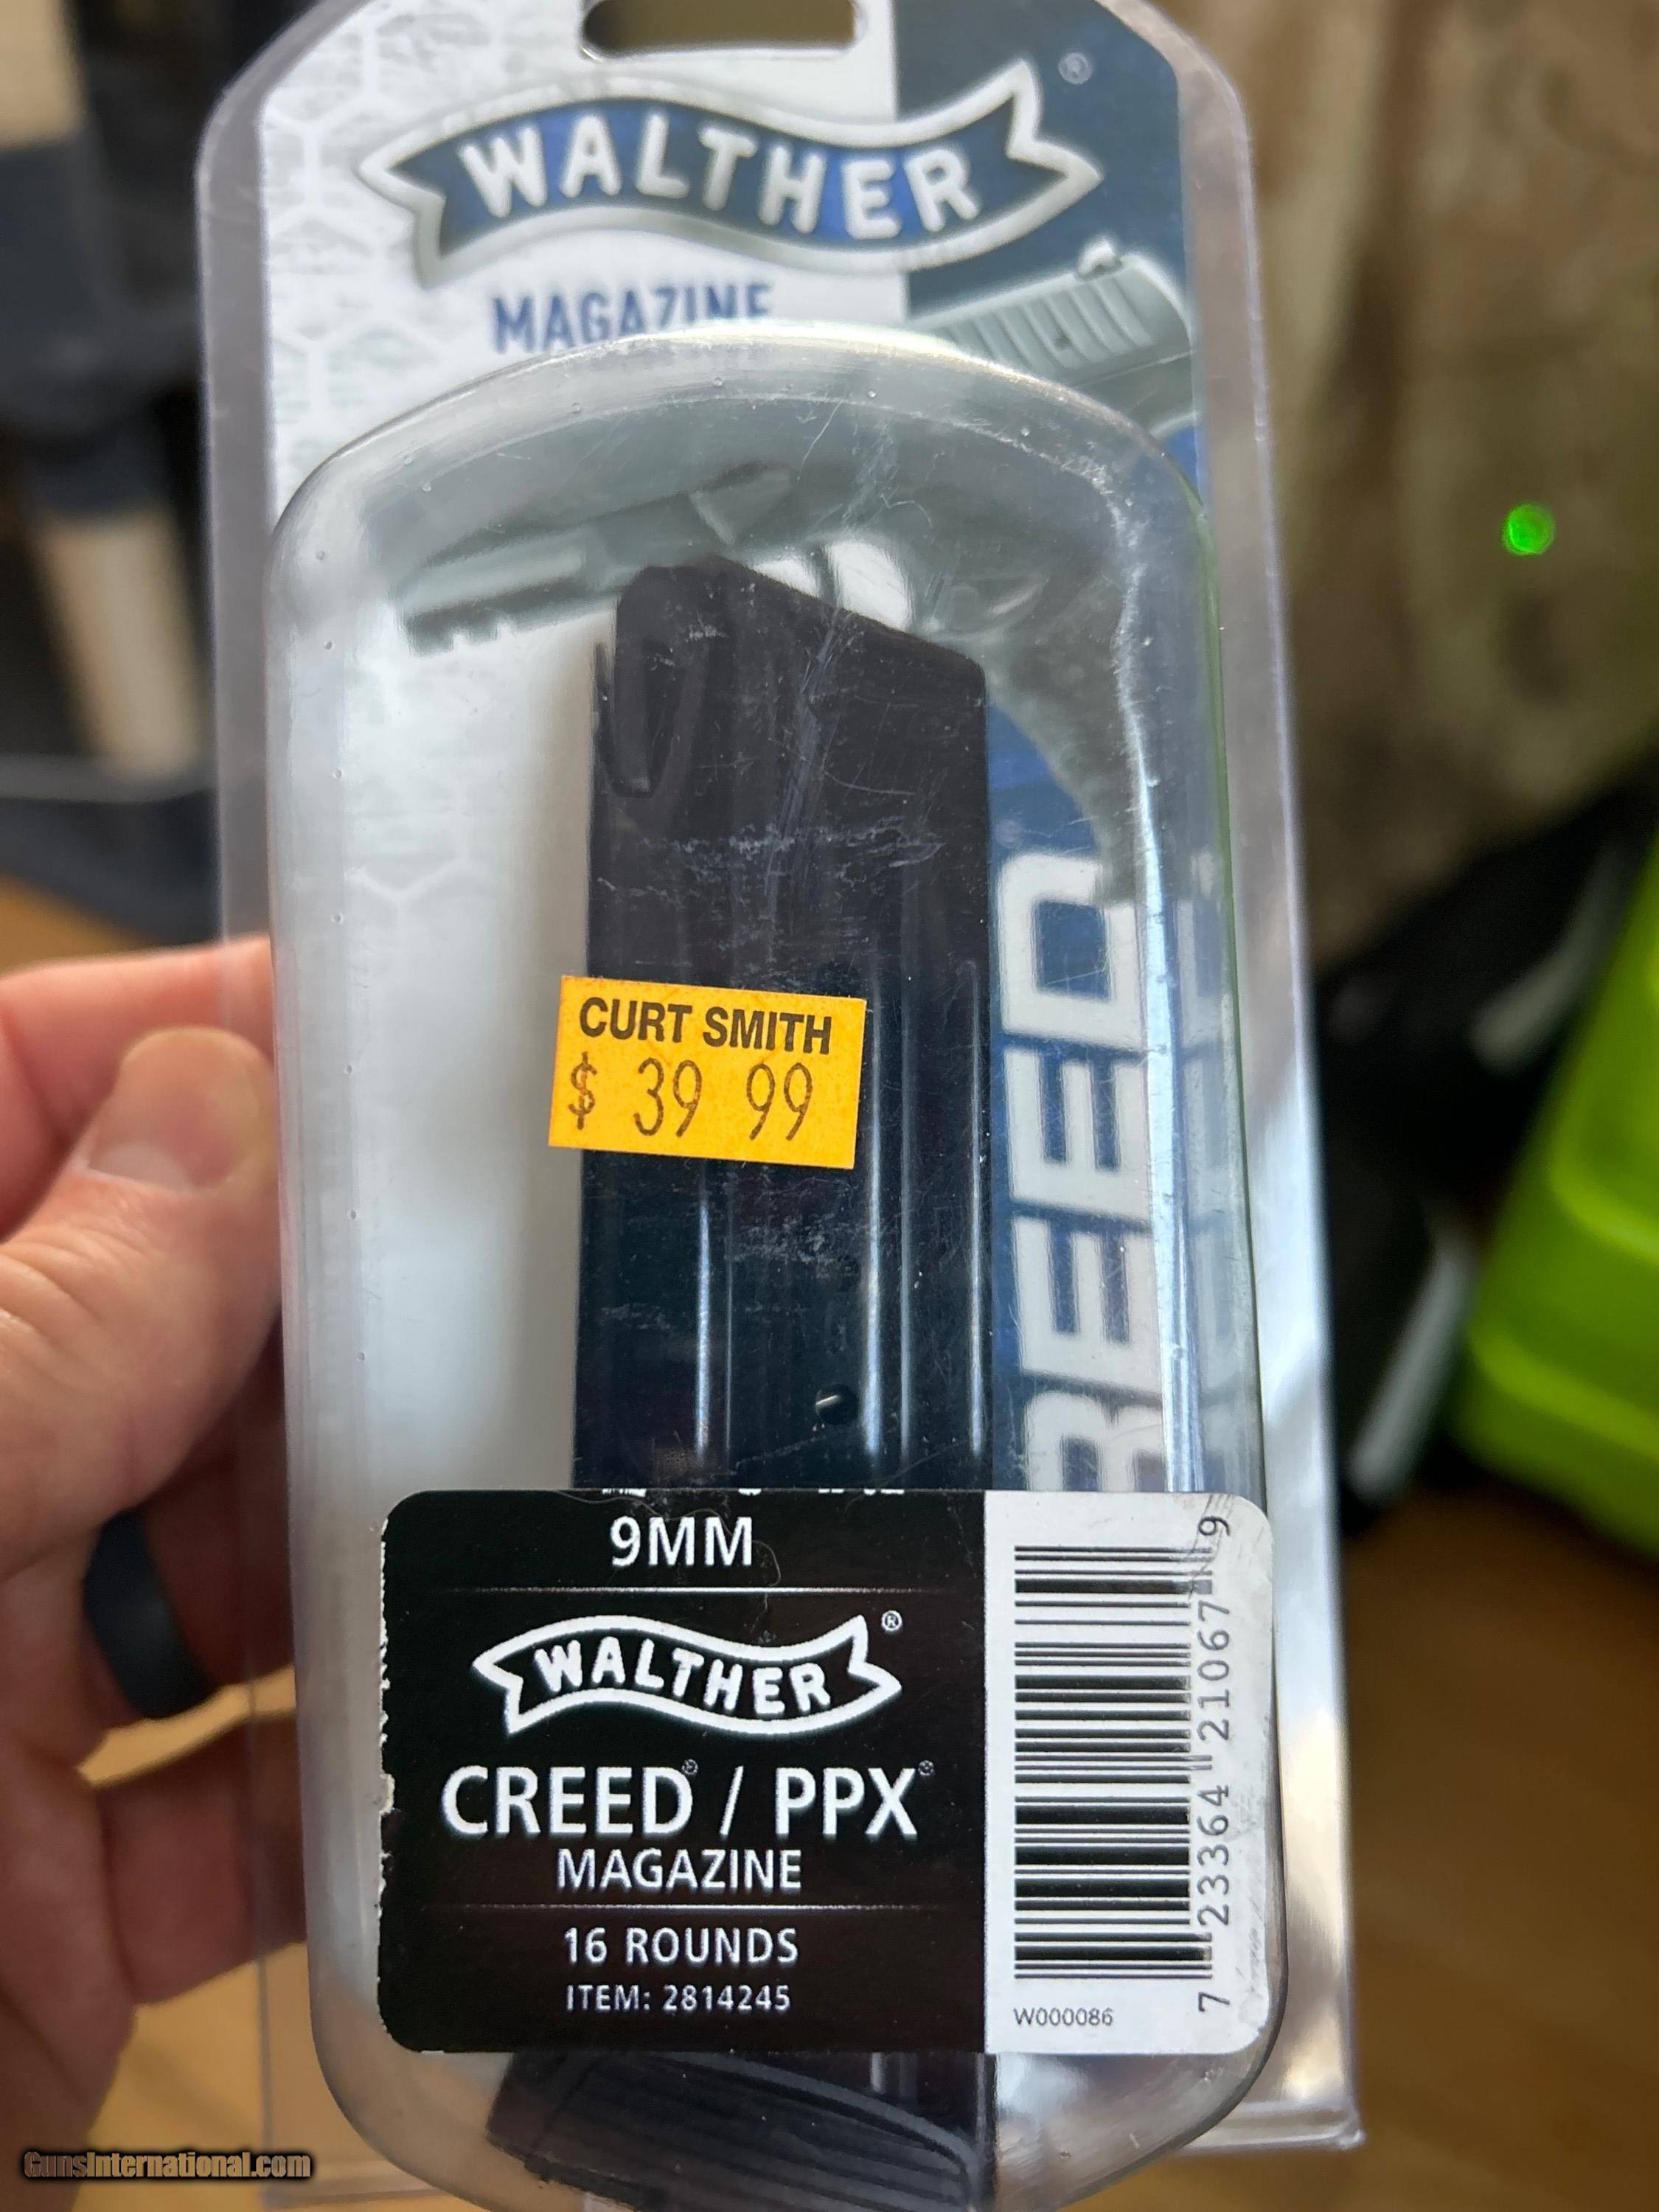 WALTHER®
MAGAZINE
CREED
CURT SMITH
$ 39 99
9MM
WALTHER®
CREED® / PPX®
MAGAZINE
16 ROUNDS
ITEM: 2814245
7 23364 21067 9
W000086
GunsInternational.com